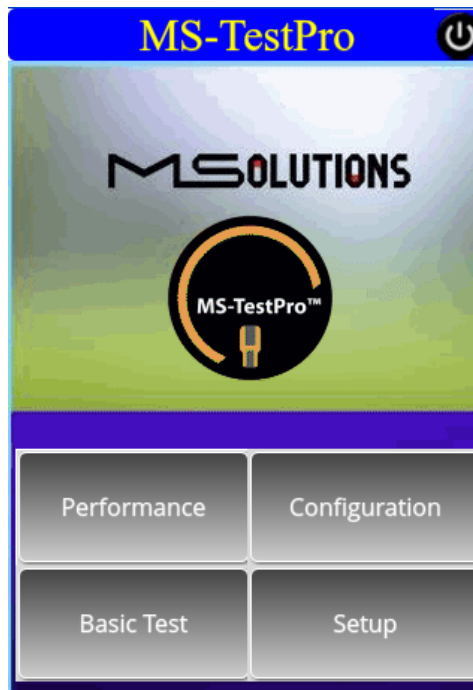 MS-TestPro
MSOLUTIONS
MS-TestPro™
Performance
Configuration
Basic Test
Setup